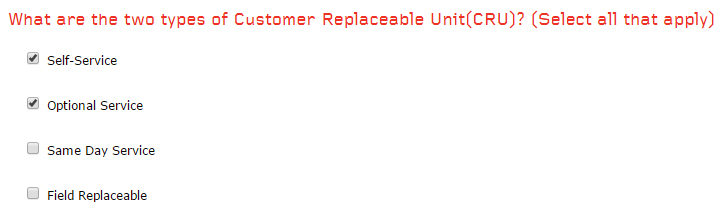 What are the two types of Customer Replaceable Unit(CRU)? (Select all that apply)
Self-Service
Optional Service
Same Day Service
Field Replaceable